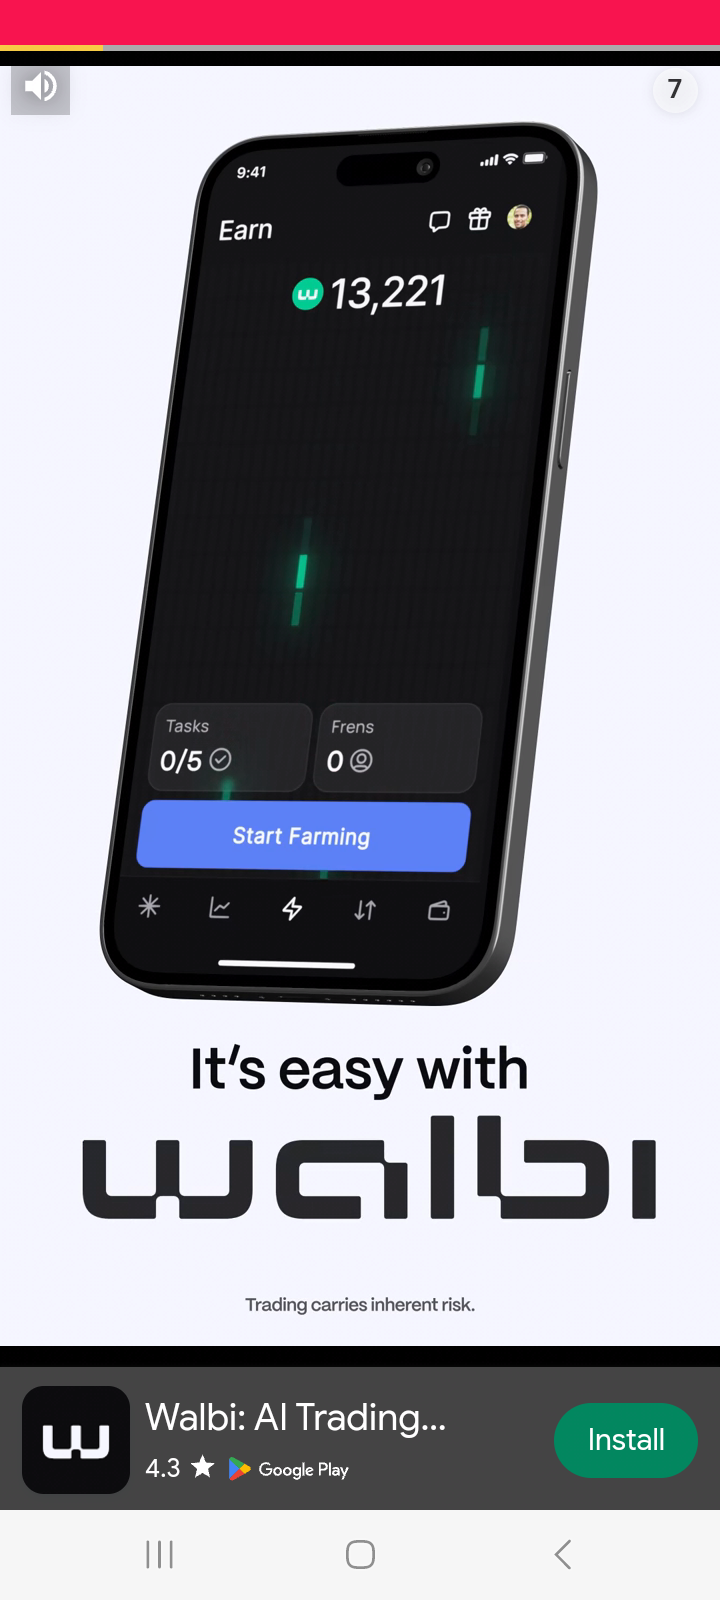 7
9:41
Earn
w 13,221
Tasks
Frens
0/5
0
Start Farming
It's easy with
walbi
Trading carries inherent risk.
w
Walbi: AI Trading...
Install
4.3 ★ Google Play